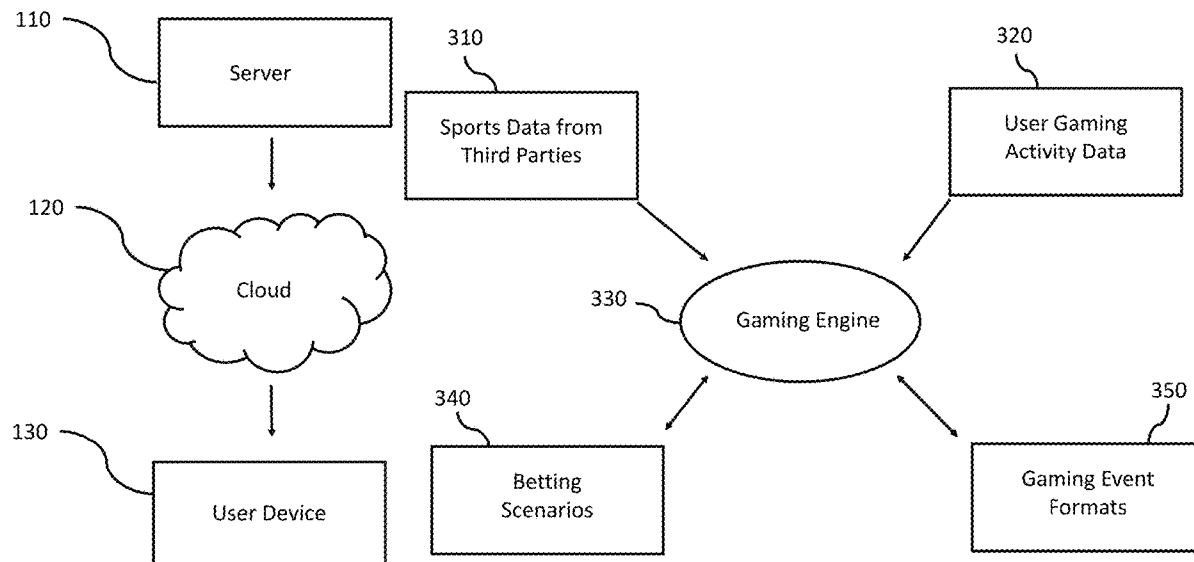 110
Server
120
Cloud
130
User Device
310
Sports Data from
Third Parties
320
User Gaming
Activity Data
330
Gaming Engine
340
Betting
Scenarios
350
Gaming Event
Formats